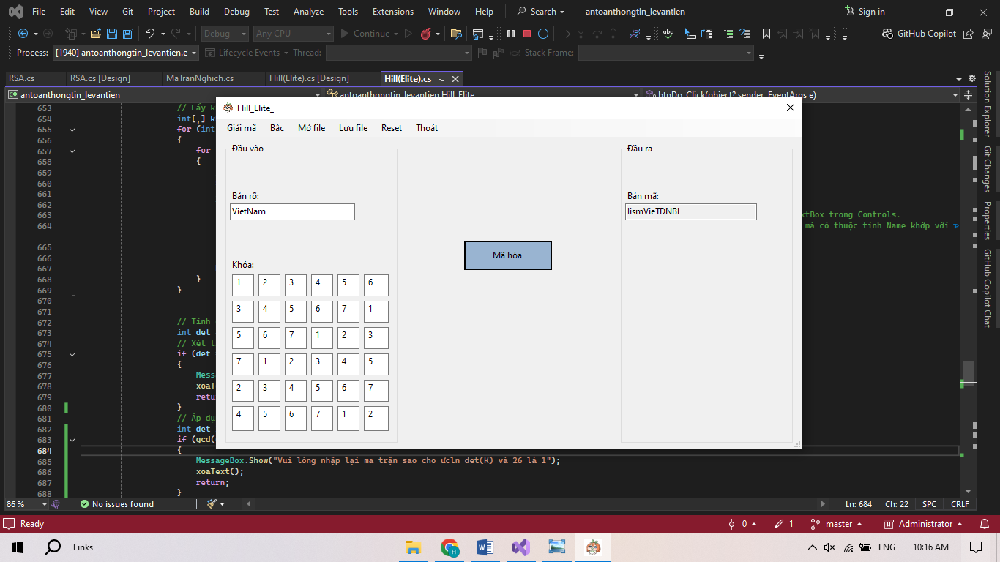 File Edit View Git Project Build Debug Test Analyze Tools Extensions Window Help Search antoanthongtin_levantien Sign in
Debug Any CPU Continue GitHub Copilot
Process: [1940] antoanthongtin_levantien.e Lifecycle Events Thread: Stack Frame:
RSA.cs RSA.cs [Design] MaTranNghich.cs Hill(Elite).cs [Design] Hill(Elite).cs
antoanthongtin_levantien antoanthongtin_levantien.Hill_Elite_ btnDo_Click(object? sender, EventArgs e)
Solution Explorer
Git Changes
Properties
GitHub Copilot Chat
Hill_Elite_
Giải mã Bậc Mở file Lưu file Reset Thoát
Đầu vào
Bản rõ:
VietNam
Khóa:
1 2 3 4 5 6
3 4 5 6 7 1
5 6 7 1 2 3
7 1 2 3 4 5
2 3 4 5 6 7
4 5 6 7 1 2
Mã hóa
Đầu ra
Bản mã:
653 // Lấy k
654 int[,] k
655 for (int
656 {
657 for
658 {
659
660
661
662
663 xtBox trong Controls.
664 mà có thuộc tính Name khớp với
665
666
667
668 }
669 }
670
671
672 // Tính
673 int det
674 // Xét t
675 if (det
676 {
677 Mess
678 xoaT
679 retu
680 }
681 // Áp dụ
682 int det_
683 if (gcd(
684 {
685 MessageBox.Show("Vui lòng nhập lại ma trận sao cho ưcln det(K) và 26 là 1");
686 xoaText();
687 return;
688 }
86 % No issues found Ln: 684 Ch: 22 SPC CRLF
Ready 0 1 master Administrator
Links ENG 10:16 AM